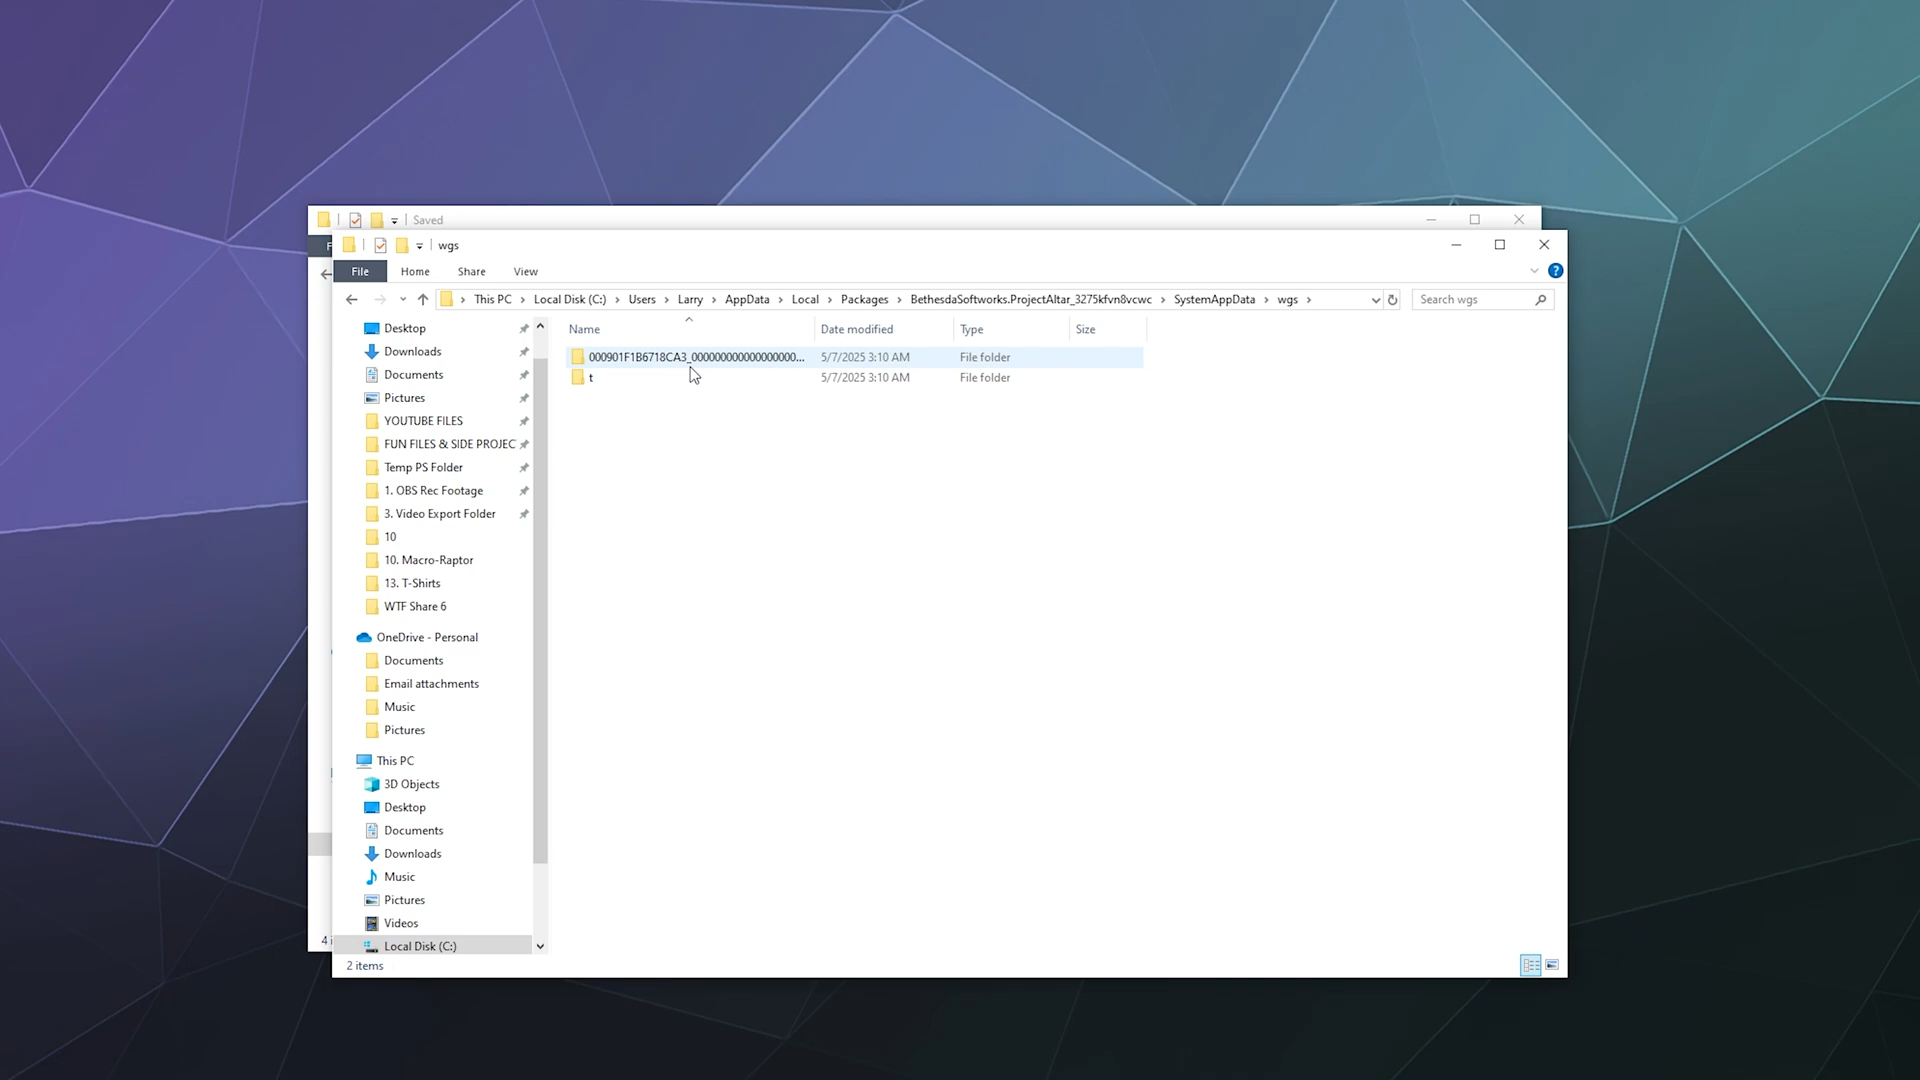 Saved
F
wgs
File Home Share View
This PC Local Disk (C:) Users Larry AppData Local Packages BethesdaSoftworks.ProjectAltar_3275kfvn8vcwc SystemAppData wgs
Search wgs
Name Date modified Type Size
000901F1B6718CA3_000000000000000000... 5/7/2025 3:10 AM File folder
t 5/7/2025 3:10 AM File folder
Desktop
Downloads
Documents
Pictures
YOUTUBE FILES
FUN FILES & SIDE PROJEC
Temp PS Folder
1. OBS Rec Footage
3. Video Export Folder
10
10. Macro-Raptor
13. T-Shirts
WTF Share 6
OneDrive - Personal
Documents
Email attachments
Music
Pictures
This PC
3D Objects
Desktop
Documents
Downloads
Music
Pictures
Videos
Local Disk (C:)
4 i
2 items